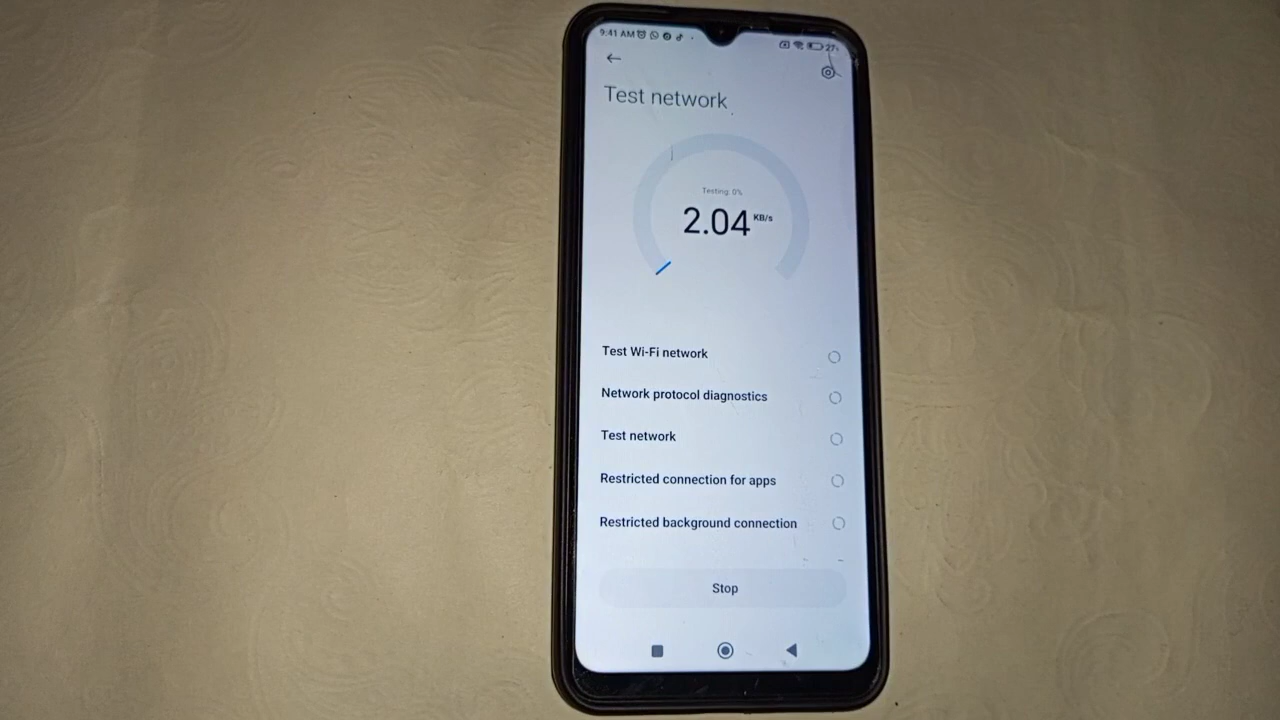 9:41 AM
27
Test network
Testing: 0%
2.04 KB/s
Test Wi-Fi network
Network protocol diagnostics
Test network
Restricted connection for apps
Restricted background connection
Stop